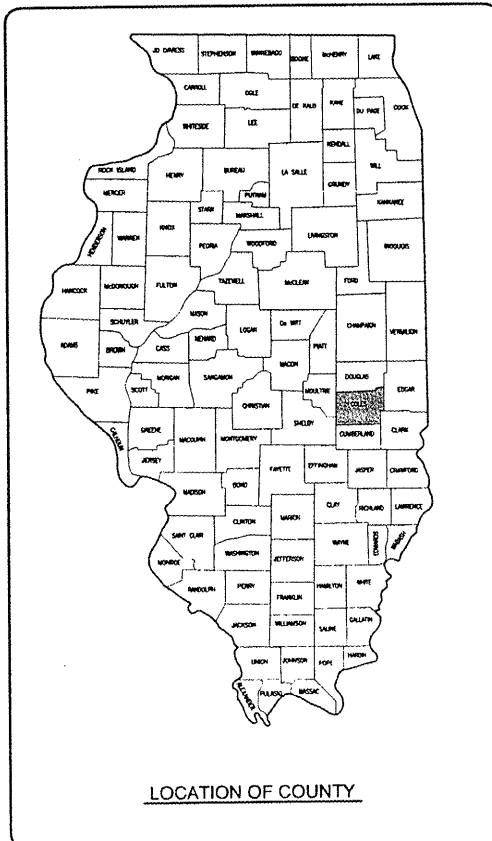 JO DAVIESS STEPHENSON WINNEBAGO BOONE McHENRY LAKE
CARROLL OGLE DE KALB KANE COOK
DU PAGE
WHITESIDE LEE
KENDALL
ROCK ISLAND HENRY BUREAU LA SALLE WILL
MERCER PUTNAM GRUNDY
STARK KANKAKEE
HENDERSON WARREN KNOX MARSHALL
PEORIA WOODFORD LIVINGSTON IROQUOIS
HANCOCK McDONOUGH FULTON TAZEWELL McCLEAN FORD
MASON
SCHUYLER LOGAN De WITT CHAMPAIGN VERMILION
ADAMS BROWN CASS MENARD PIATT
MACON
DOUGLAS
PIKE SCOTT MORGAN SANGAMON MOULTRIE EDGAR
CHRISTIAN COLES
SHELBY
CALHOUN GREENE MACOUPIN MONTGOMERY CUMBERLAND CLARK
JERSEY
FAYETTE EFFINGHAM JASPER CRAWFORD
BOND
MADISON CLAY RICHLAND LAWRENCE
CLINTON MARION
SAINT CLAIR WAYNE EDWARDS WABASH
WASHINGTON JEFFERSON
MONROE
RANDOLPH PERRY HAMILTON WHITE
FRANKLIN
JACKSON WILLIAMSON SALINE GALLATIN
UNION JOHNSON POPE HARDIN
ALEXANDER PULASKI MASSAC
LOCATION OF COUNTY